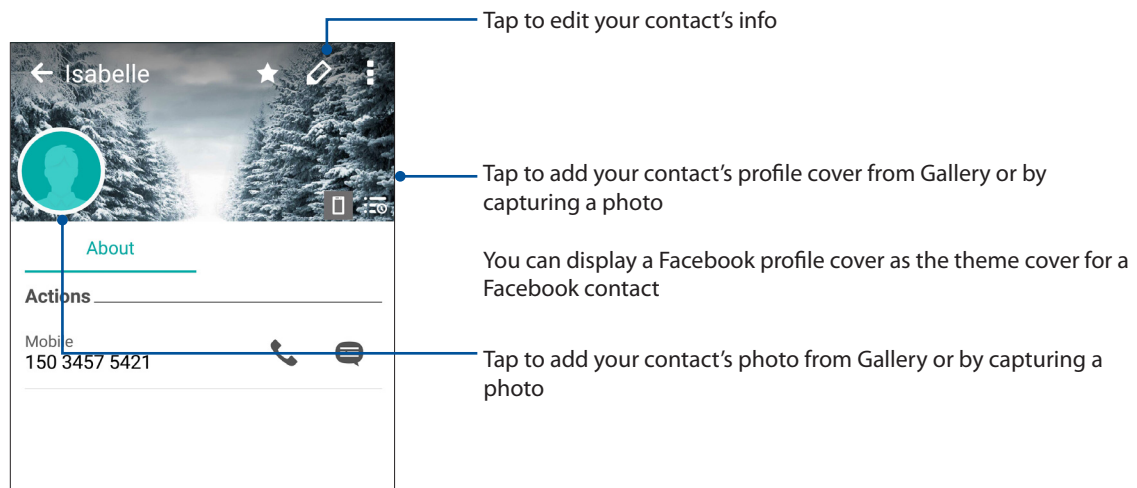 Tap to edit your contact’s info
Isabelle
Tap to add your contact’s profile cover from Gallery or by
capturing a photo
You can display a Facebook profile cover as the theme cover for a
Facebook contact
About
Actions
Mobile
150 3457 5421
Tap to add your contact’s photo from Gallery or by capturing a
photo